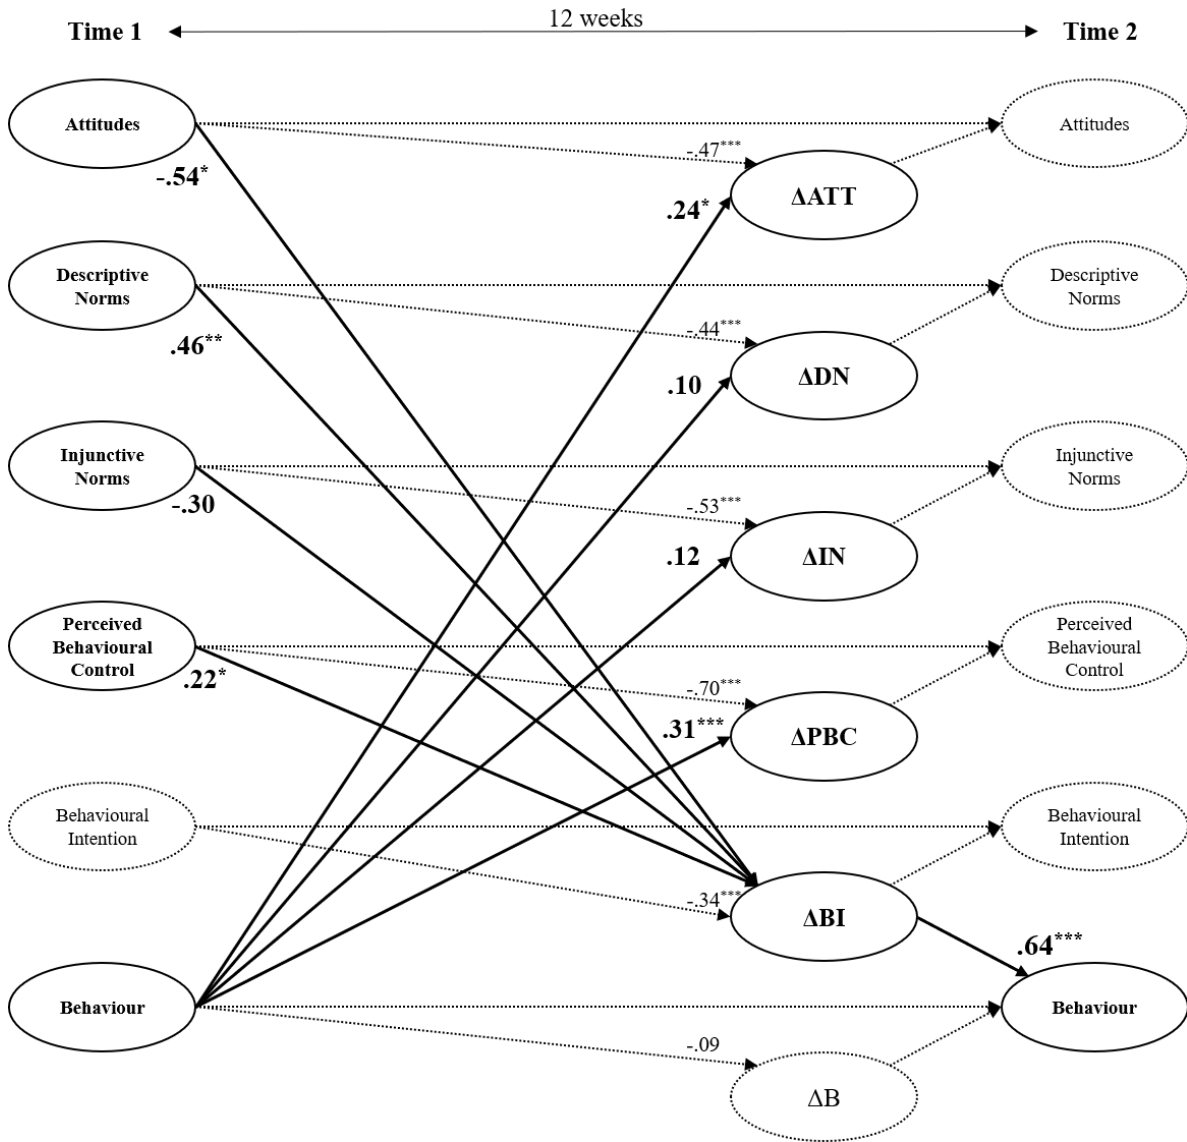 12 weeks
Time 1
Time 2
Attitudes
Attitudes
-.47***
-.54*
ΔATT
.24*
Descriptive
Norms
Descriptive
Norms
-.44***
.46**
ΔDN
.10
Injunctive
Norms
Injunctive
Norms
-.30
-.53***
.12
ΔIN
Perceived
Behavioural
Control
Perceived
Behavioural
Control
.22*
-.70***
.31***
ΔPBC
Behavioural
Intention
Behavioural
Intention
-.34***
ΔBI
.64***
Behaviour
Behaviour
-.09
ΔB